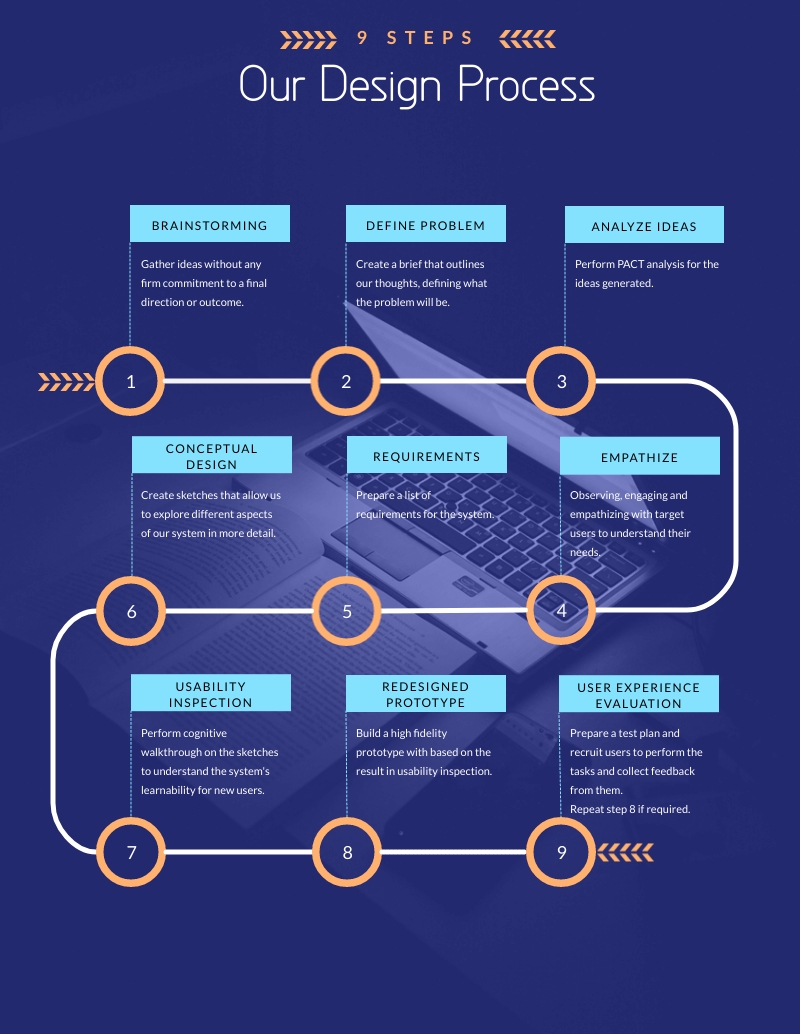 9 STEPS
Our Design Process
BRAINSTORMING
Gather ideas without any
firm commitment to a final
direction or outcome.
1
DEFINE PROBLEM
Create a brief that outlines
our thoughts, defining what
the problem will be.
2
ANALYZE IDEAS
Perform PACT analysis for the
ideas generated.
3
EMPATHIZE
Observing, engaging and
empathizing with target
users to understand their
needs.
4
REQUIREMENTS
Prepare a list of
requirements for the system.
5
CONCEPTUAL
DESIGN
Create sketches that allow us
to explore different aspects
of our system in more detail.
6
USABILITY
INSPECTION
Perform cognitive
walkthrough on the sketches
to understand the system's
learnability for new users.
7
REDESIGNED
PROTOTYPE
Build a high fidelity
prototype with based on the
result in usability inspection.
8
USER EXPERIENCE
EVALUATION
Prepare a test plan and
recruit users to perform the
tasks and collect feedback
from them.
Repeat step 8 if required.
9